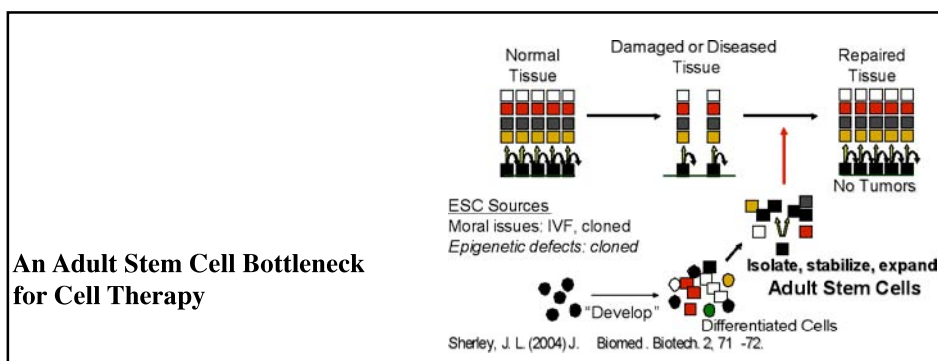 Normal
Tissue
Damaged or Diseased
Tissue
Repaired
Tissue
No Tumors
ESC Sources
Moral issues: IVF, cloned
Epigenetic defects: cloned
An Adult Stem Cell Bottleneck
for Cell Therapy
Isolate, stabilize, expand
Adult Stem Cells
"Develop"
Differentiated Cells
Sherley, J. L. (2004) J. Biomed. Biotech. 2, 71 -72.